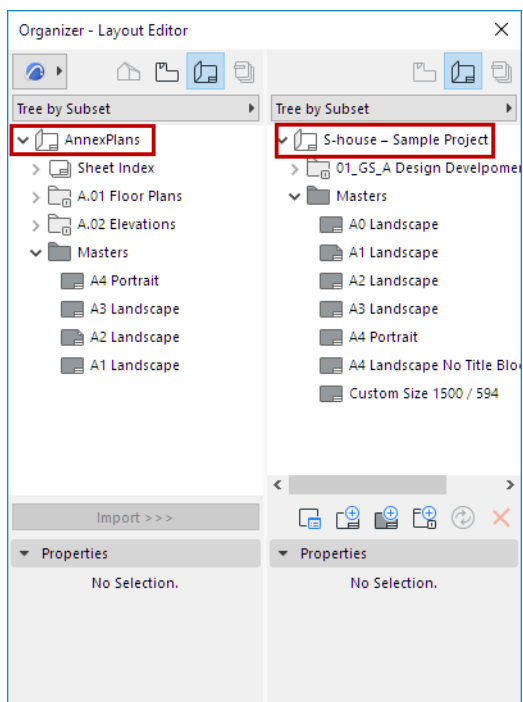 Organizer - Layout Editor
Tree by Subset
AnnexPlans
Sheet Index
A.01 Floor Plans
A.02 Elevations
Masters
A4 Portrait
A3 Landscape
A2 Landscape
A1 Landscape
Import >>>
Properties
No Selection.
Tree by Subset
S-house – Sample Project
01_GS_A Design Develpomer
Masters
A0 Landscape
A1 Landscape
A2 Landscape
A3 Landscape
A4 Portrait
A4 Landscape No Title Blo
Custom Size 1500 / 594
Properties
No Selection.